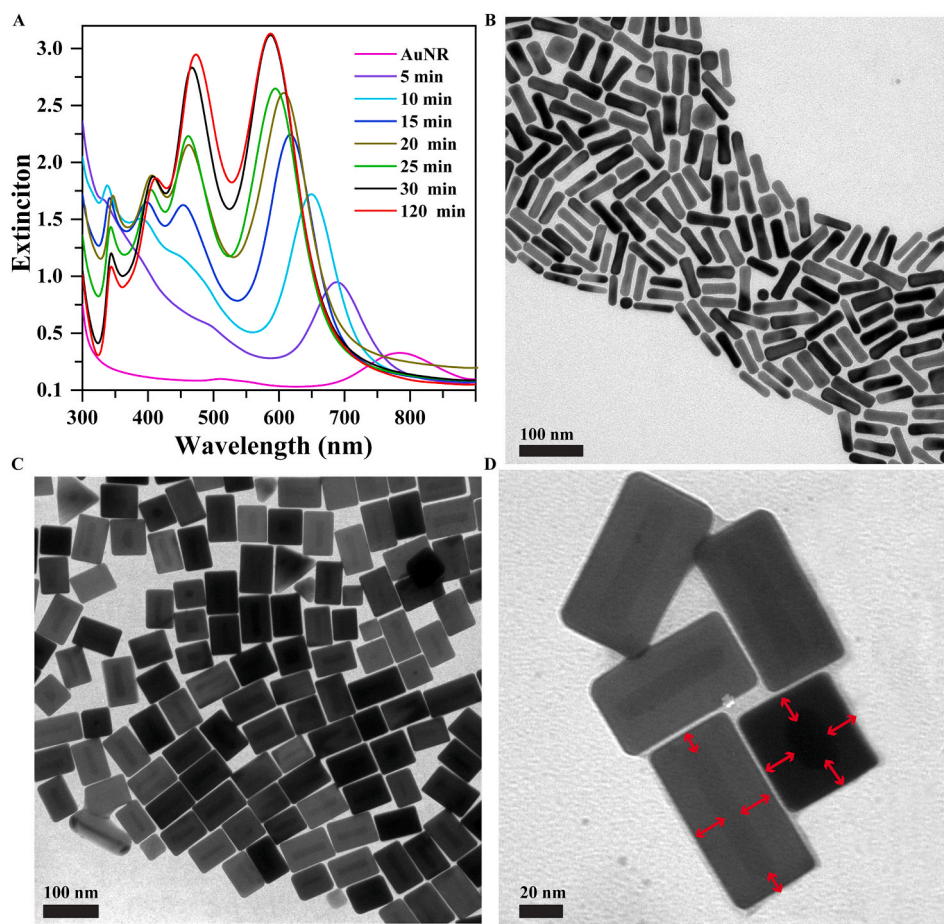 A
Extinciton
3.0
2.5
2.0
1.5
1.0
0.5
0.1
300 400 500 600 700 800
Wavelength (nm)
AuNR
5 min
10 min
15 min
20 min
25 min
30 min
120 min
B
100 nm
C
100 nm
D
20 nm